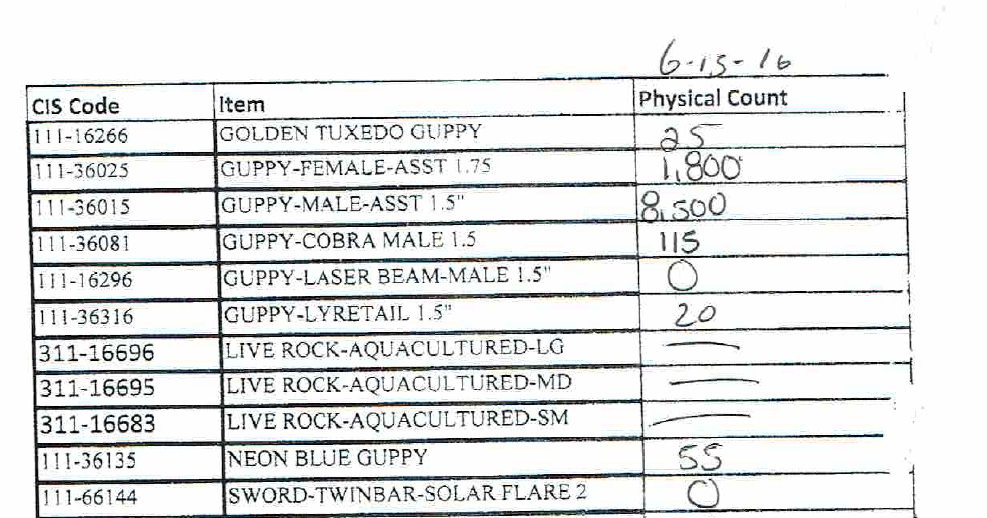 6-15-16
CIS Code Item Physical Count
111-16266 GOLDEN TUXEDO GUPPY 25
111-36025 GUPPY-FEMALE-ASST 1.75 1,800
111-36015 GUPPY-MALE-ASST 1.5" 8,500
111-36081 GUPPY-COBRA MALE 1.5 115
111-16296 GUPPY-LASER BEAM-MALE 1.5" 0
111-36316 GUPPY-LYRETAIL 1.5" 20
311-16696 LIVE ROCK-AQUACULTURED-LG —
311-16695 LIVE ROCK-AQUACULTURED-MD —
311-16683 LIVE ROCK-AQUACULTURED-SM —
111-36135 NEON BLUE GUPPY 55
111-66144 SWORD-TWINBAR-SOLAR FLARE 2 0